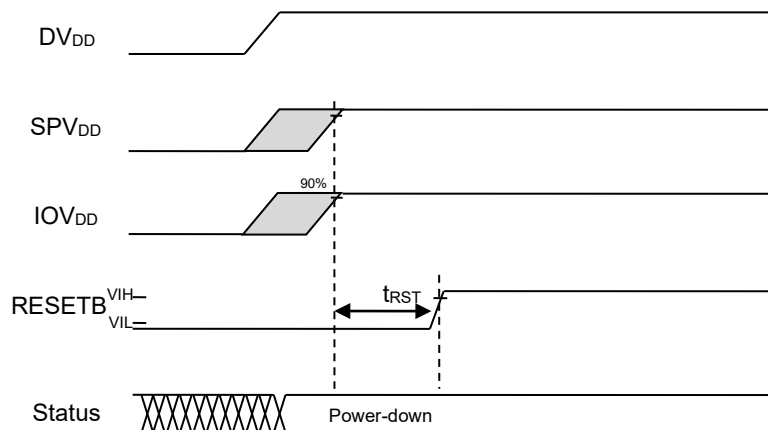 DVDD
SPVDD
90%
IOVDD
tRST
RESETB VIH
VIL
Status
Power-down